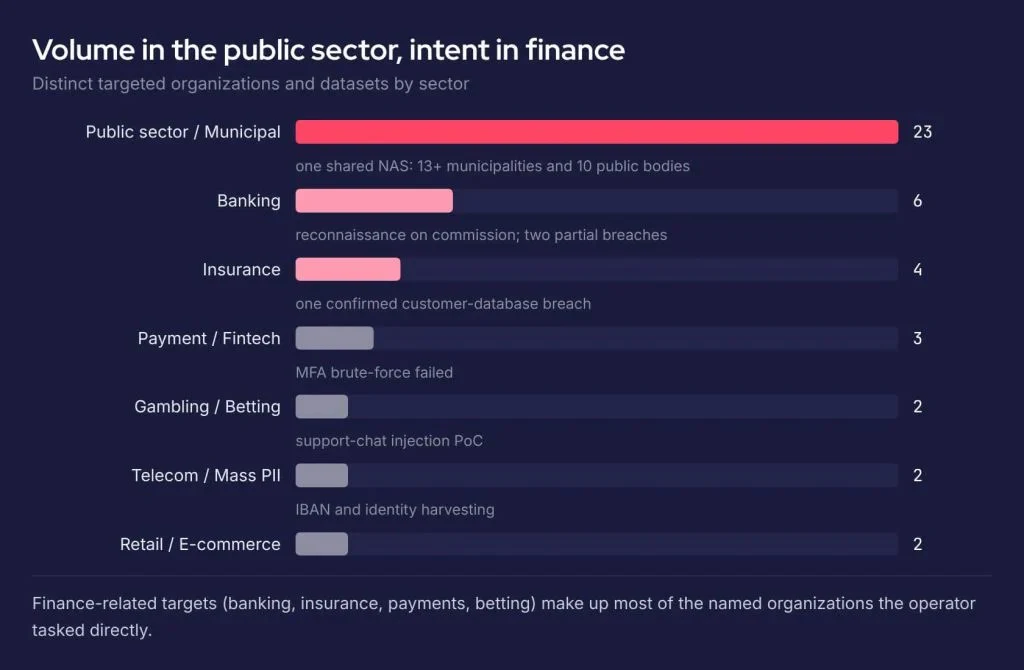 Volume in the public sector, intent in finance
Distinct targeted organizations and datasets by sector
Public sector / Municipal 23
one shared NAS: 13+ municipalities and 10 public bodies
Banking 6
reconnaissance on commission; two partial breaches
Insurance 4
one confirmed customer-database breach
Payment / Fintech 3
MFA brute-force failed
Gambling / Betting 2
support-chat injection PoC
Telecom / Mass PII 2
IBAN and identity harvesting
Retail / E-commerce 2
Finance-related targets (banking, insurance, payments, betting) make up most of the named organizations the operator
tasked directly.